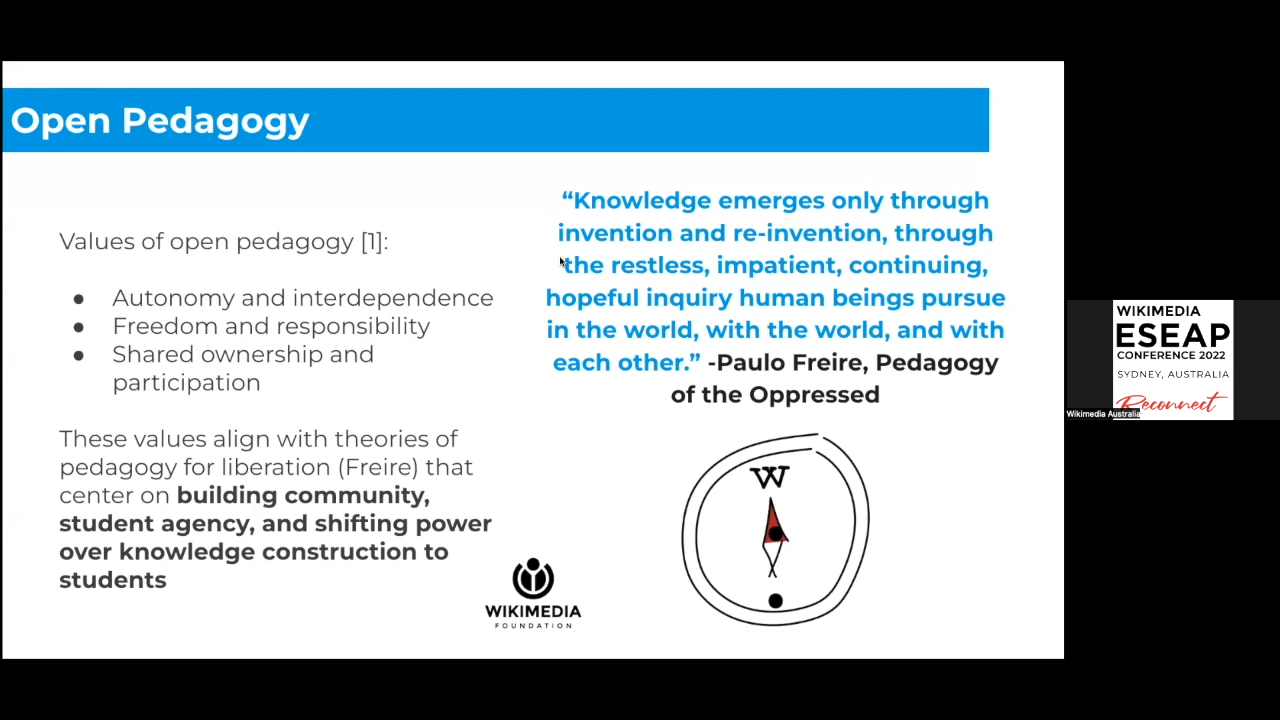 Open Pedagogy
Values of open pedagogy [1]:
● Autonomy and interdependence
● Freedom and responsibility
● Shared ownership and
participation
These values align with theories of
pedagogy for liberation (Freire) that
center on building community,
student agency, and shifting power
over knowledge construction to
students
“Knowledge emerges only through
invention and re-invention, through
the restless, impatient, continuing,
hopeful inquiry human beings pursue
in the world, with the world, and with
each other.” -Paulo Freire, Pedagogy
of the Oppressed
W
WIKIMEDIA
FOUNDATION
WIKIMEDIA
ESEAP
CONFERENCE 2022
SYDNEY, AUSTRALIA
Reconnect
Wikimedia Australia